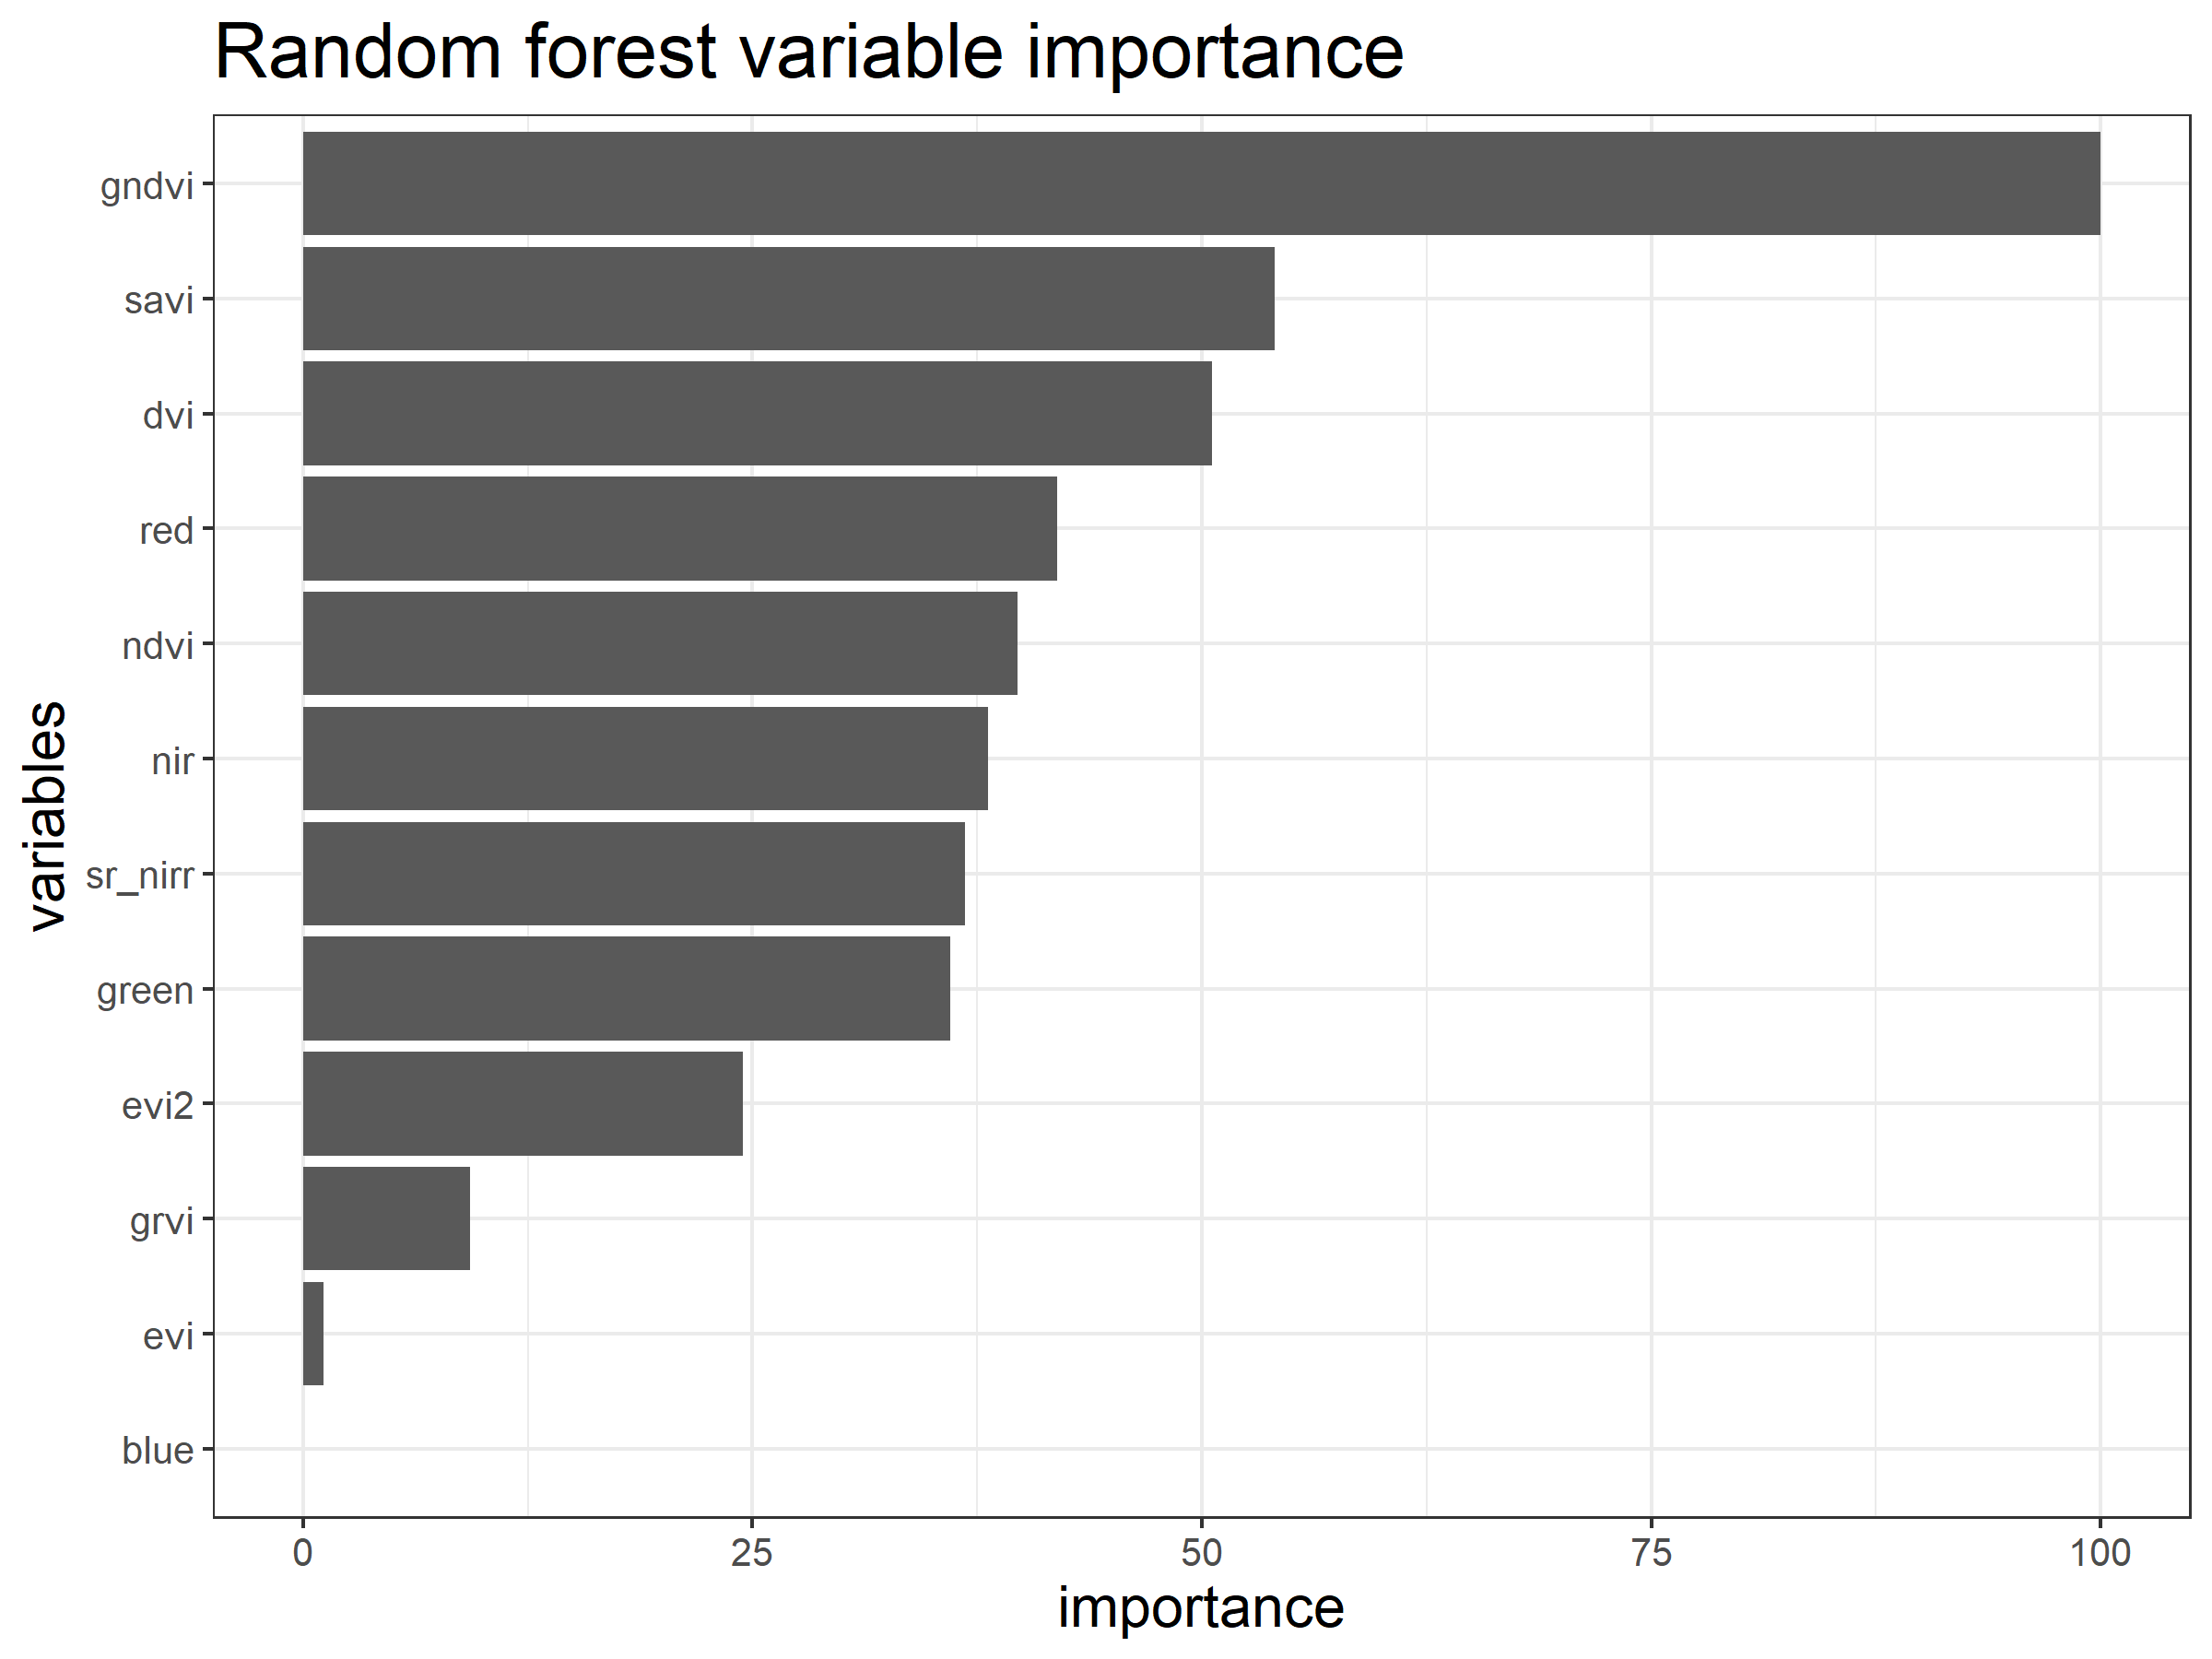 Random forest variable importance
gndvi
savi
dvi
red
ndvi
nir
sr_nirr
green
evi2
grvi
evi
blue
variables
0 25 50 75 100
importance